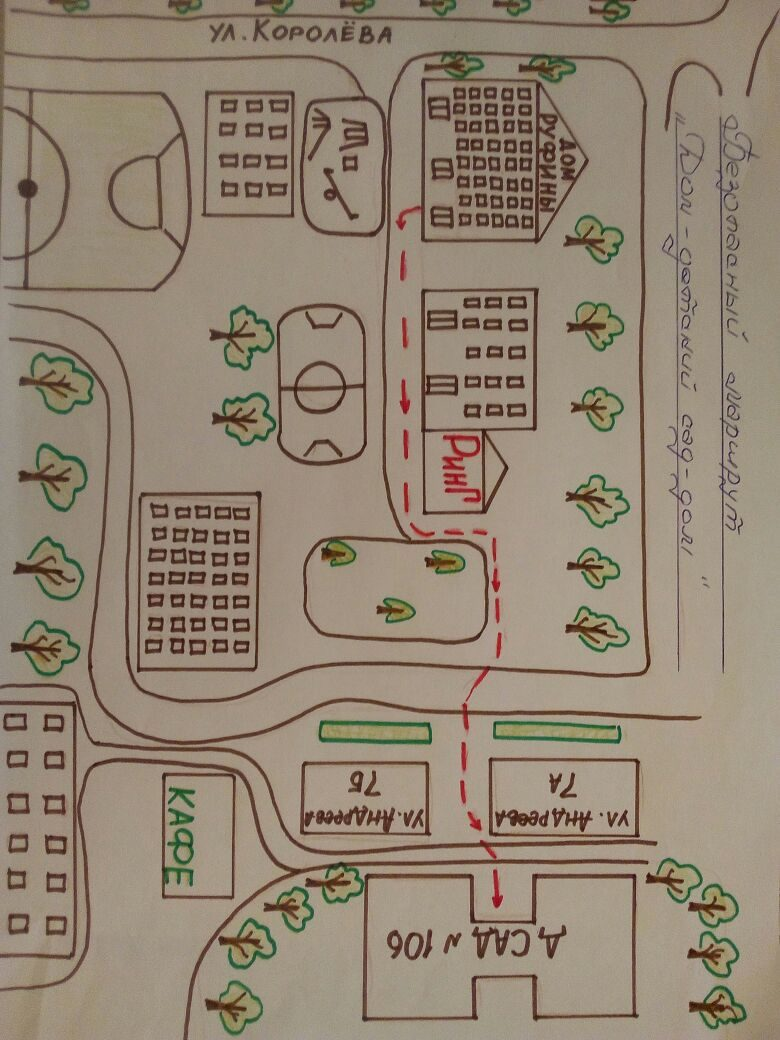 Безопасный маршрут
„Дом-детский сад-дом"
УЛ. КОРОЛЁВА
ДОМ
РУФИНЫ
РИНГ
УЛ. АНДРЕЕВА
7Б
УЛ. АНДРЕЕВА
7А
КАФЕ
Д.САД № 106